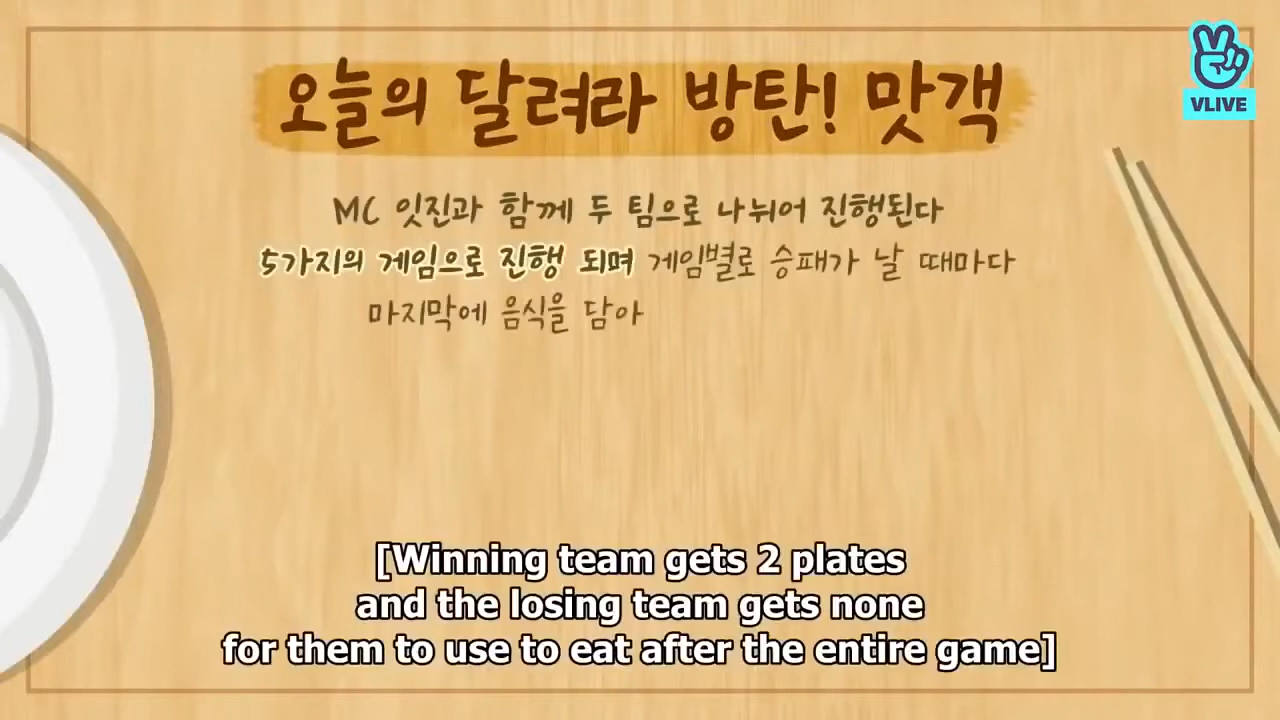 오늘의 달려라 방탄! 맛객
VLIVE
MC 잇진과 함께 두 팀으로 나뉘어 진행된다
5가지의 게임으로 진행 되며 게임별로 승패가 날 때마다
마지막에 음식을 담아
[Winning team gets 2 plates
and the losing team gets none
for them to use to eat after the entire game]